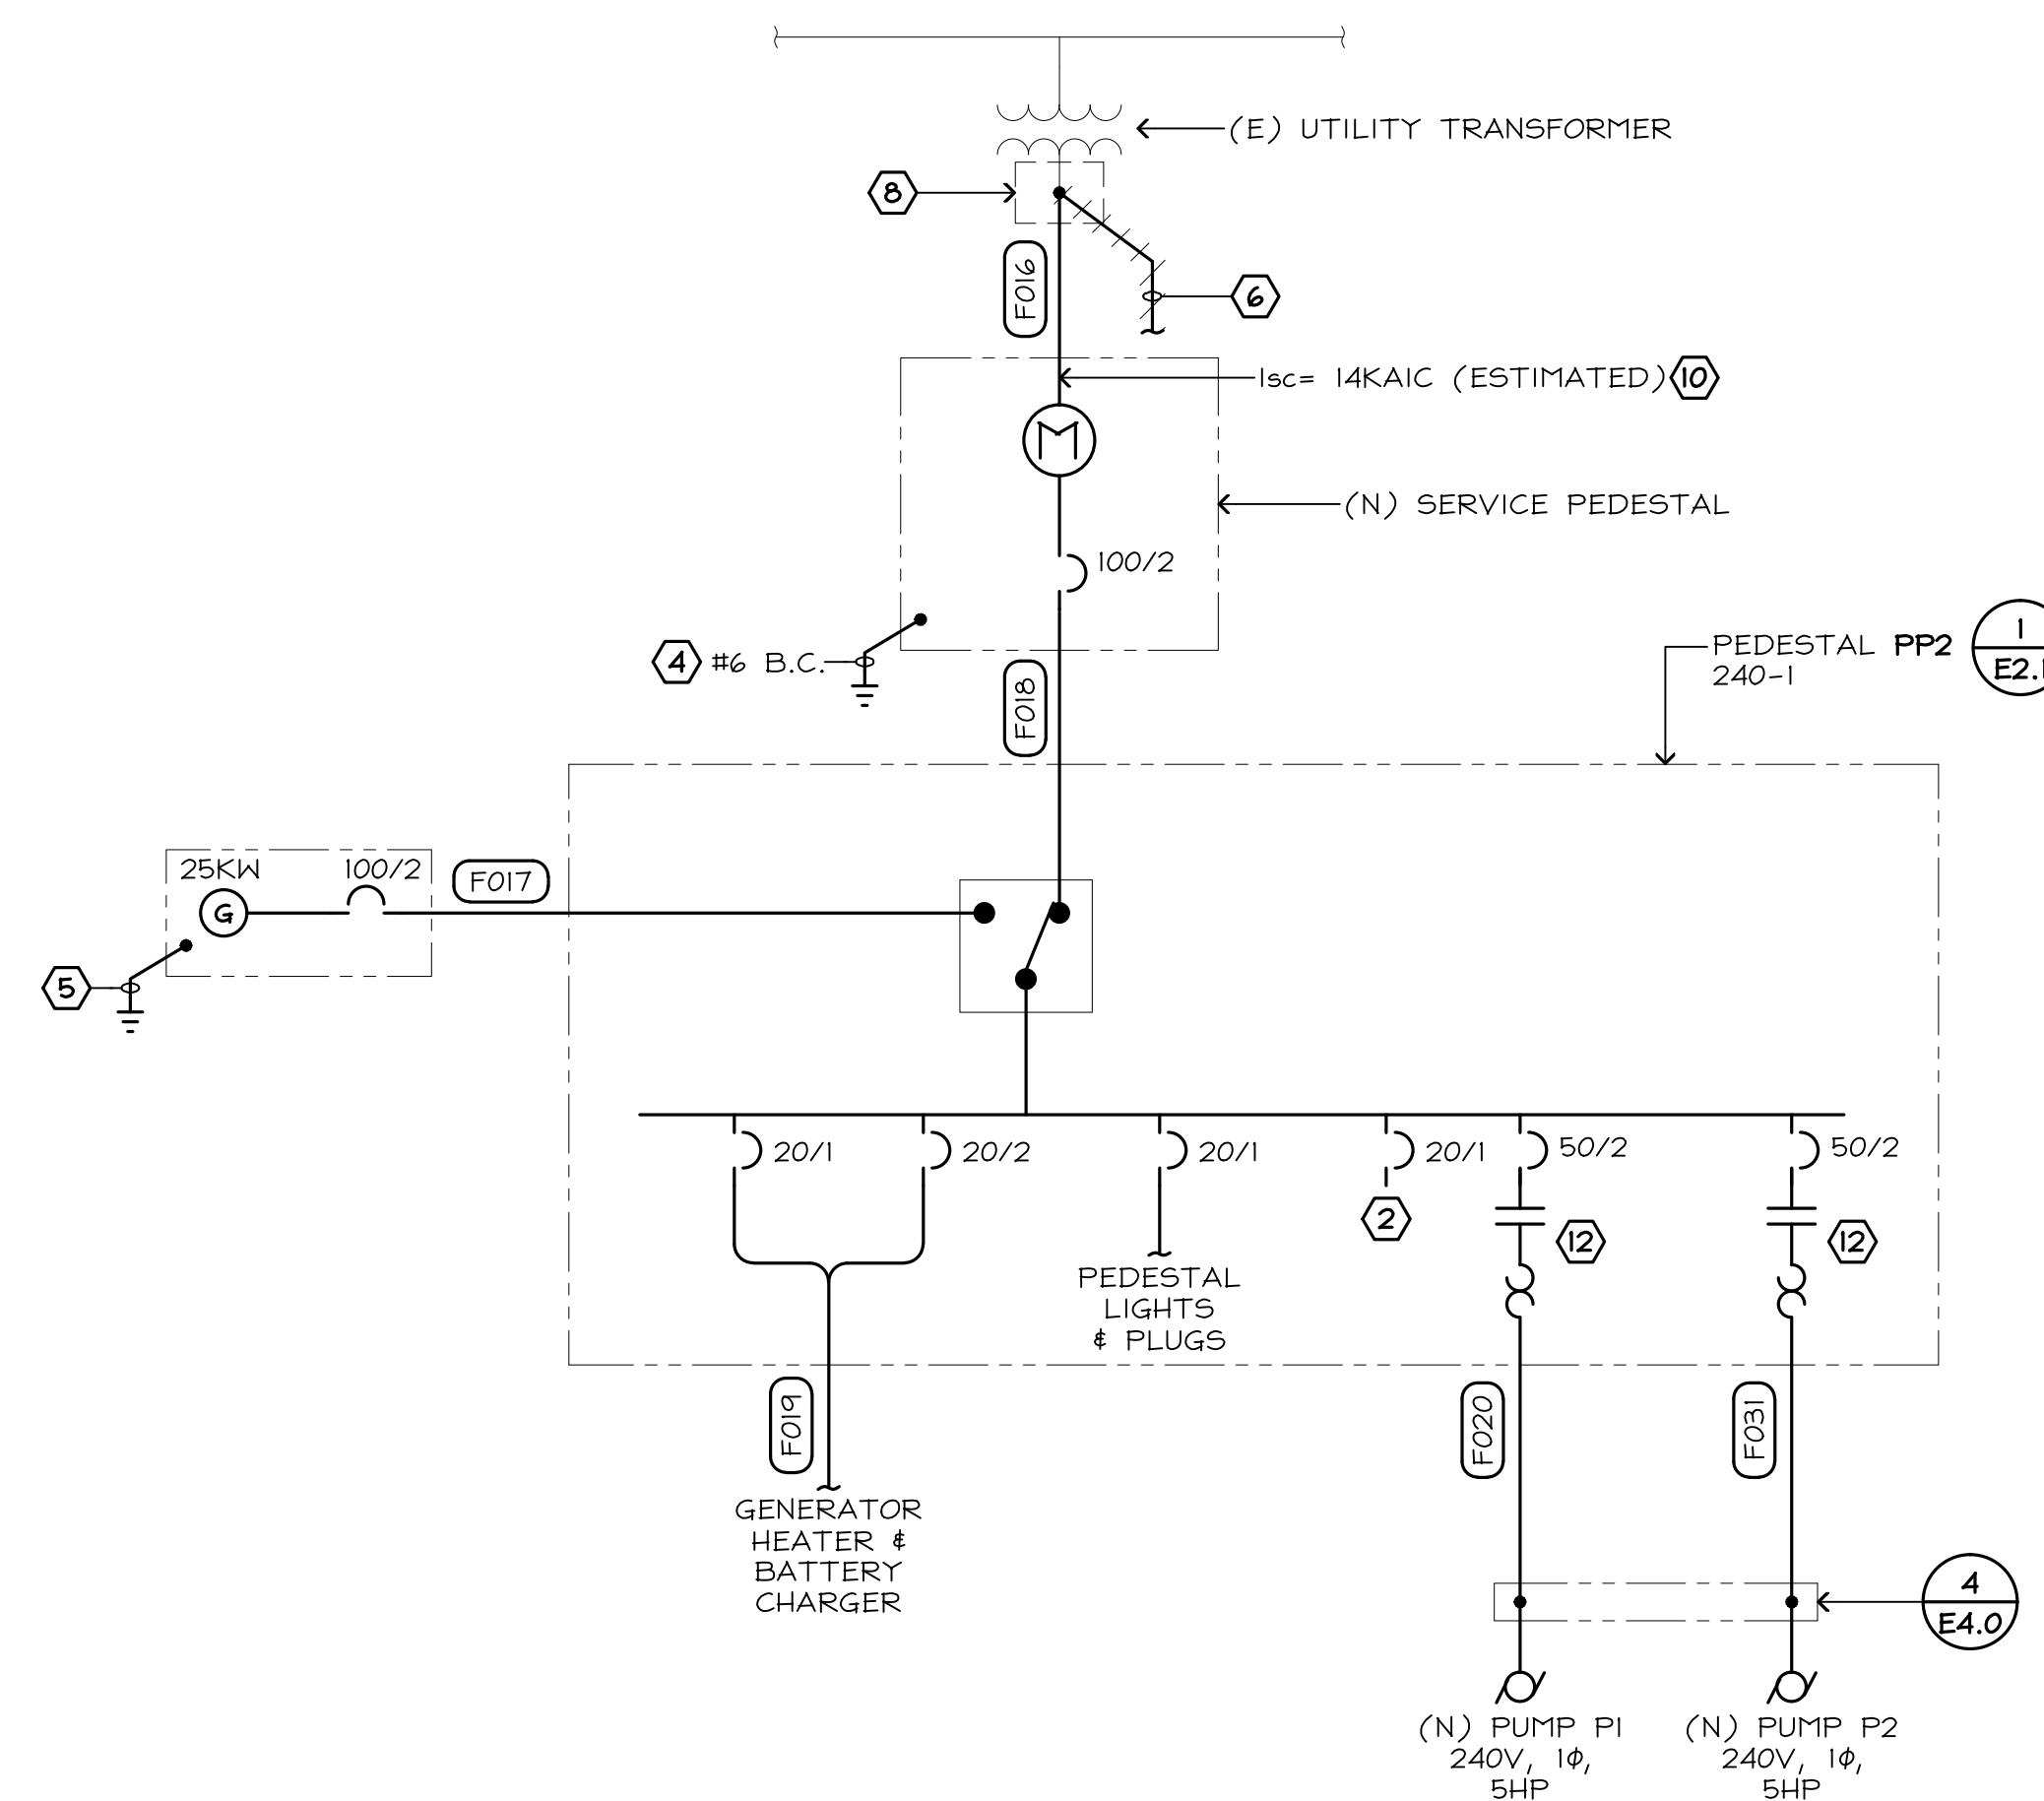 (E) UTILITY TRANSFORMER
8
F016
6
Isc= 14KAIC (ESTIMATED) 10
M
(N) SERVICE PEDESTAL
100/2
4 #6 B.C.
F018
PEDESTAL PP2
240-1
1
25KW 100/2
F017
G
5
20/1 20/2 20/1 20/1 50/2 50/2
2
12 12
PEDESTAL
LIGHTS
& PLUGS
F019
F020
F031
GENERATOR
HEATER &
BATTERY
CHARGER
4
E4.0
(N) PUMP P1
240V, 1Φ,
5HP
(N) PUMP P2
240V, 1Φ,
5HP